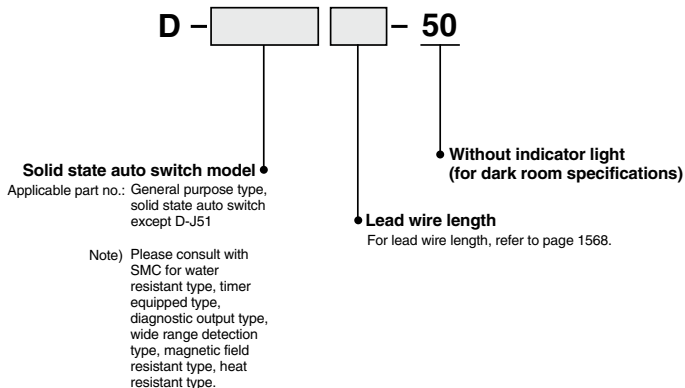 D – – 50
Solid state auto switch model
Applicable part no.: General purpose type,
solid state auto switch
except D-J51
Note) Please consult with
SMC for water
resistant type, timer
equipped type,
diagnostic output type,
wide range detection
type, magnetic field
resistant type, heat
resistant type.
Lead wire length
For lead wire length, refer to page 1568.
Without indicator light
(for dark room specifications)